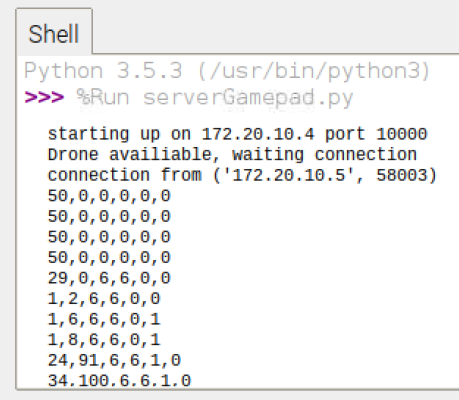 Shell
Python 3.5.3 (/usr/bin/python3)
>>> %Run serverGamepad.py
starting up on 172.20.10.4 port 10000
Drone availiable, waiting connection
connection from ('172.20.10.5', 58003)
50,0,0,0,0,0
50,0,0,0,0,0
50,0,0,0,0,0
50,0,0,0,0,0
29,0,6,6,0,0
1,2,6,6,0,0
1,6,6,6,0,1
1,8,6,6,0,1
24,91,6,6,1,0
34,100,6,6,1,0